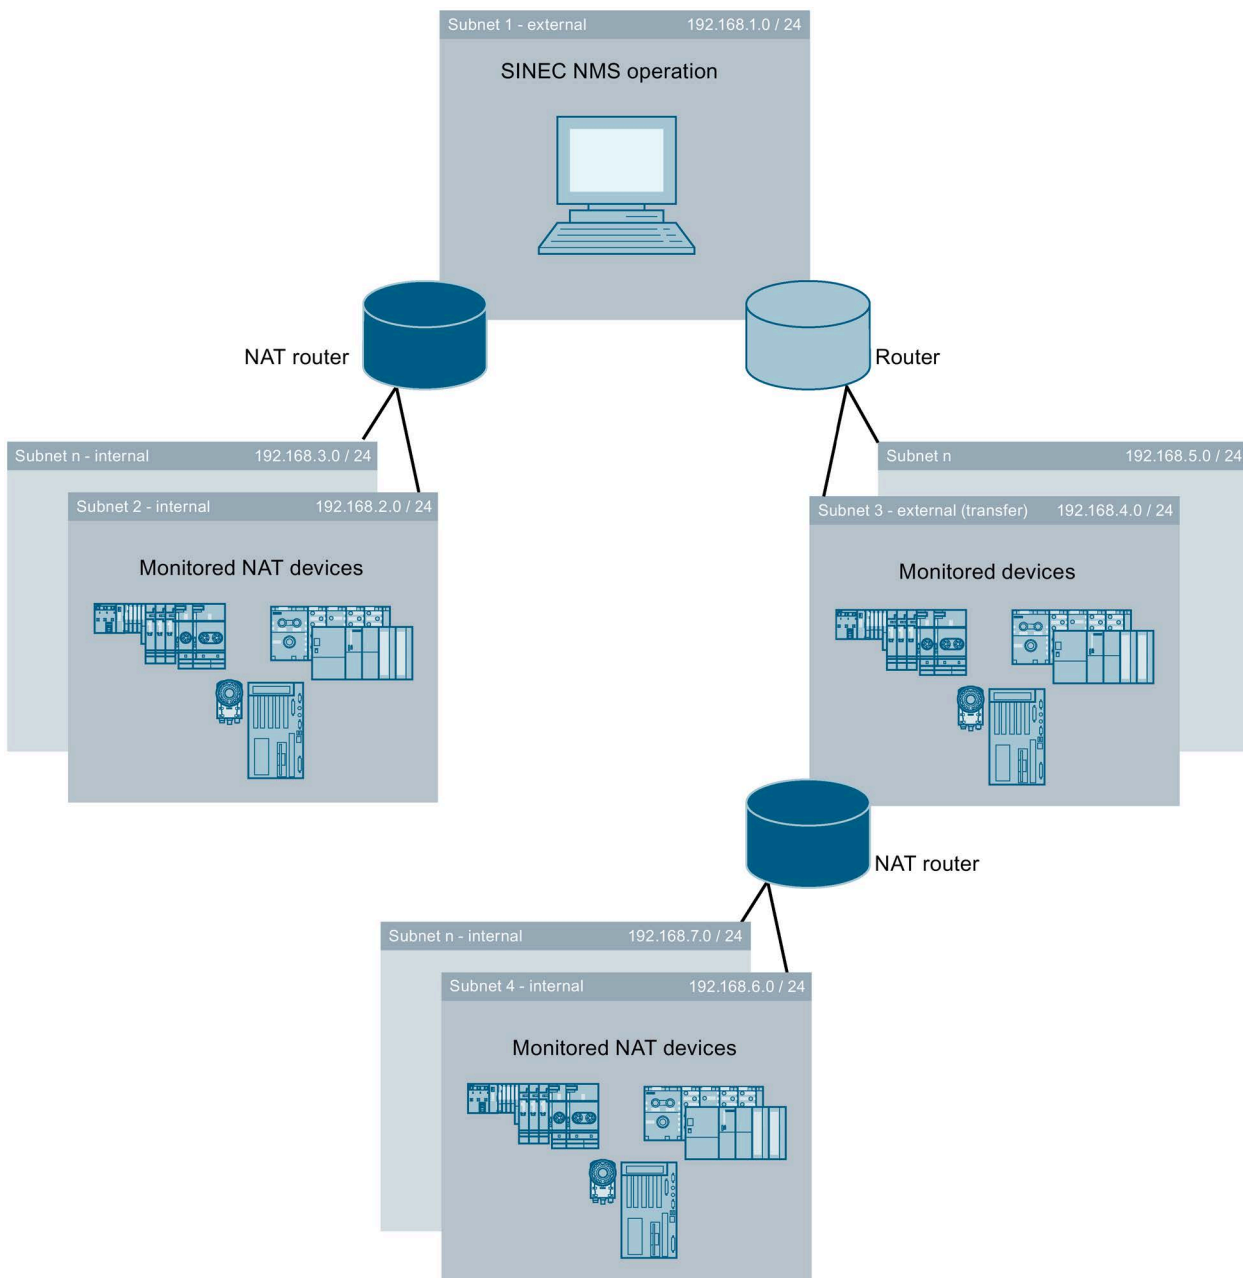 Subnet 1 - external 192.168.1.0 / 24
SINEC NMS operation
NAT router
Router
Subnet n - internal 192.168.3.0 / 24
Subnet n 192.168.5.0 / 24
Subnet 2 - internal 192.168.2.0 / 24
Subnet 3 - external (transfer) 192.168.4.0 / 24
Monitored NAT devices
Monitored devices
NAT router
Subnet n - internal 192.168.7.0 / 24
Subnet 4 - internal 192.168.6.0 / 24
Monitored NAT devices